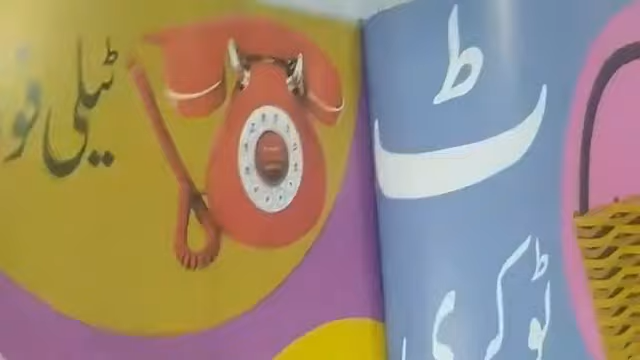 ٹیلی فو
ٹ
ٹوکری